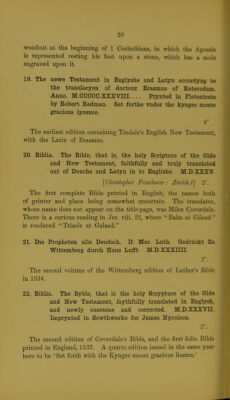 20
woodcut at the beginning of 1 Corinthians, in which the Apostle
is represented resting his foot upon a stone, which has a mole
engraved upon it.
19. The newe Testament in Englyshe and Latyn accordyng to
the translacyon of doctour Erasmus of Roterodam.
Anno. M.CCCCC.XXXVIII . . . Prynted in Fletestrete
by Robert Redman. Set forthe vnder the kynges moste
gracious lycence.
4°
The earliest edition containing Tindale's English New Testament,
with the Latin of Erasmus.
20. Biblia. The Bible, that is, the holy Scripture of the Olde
and New Testament, faithfully and truly translated
out of Douche and Latyn in to Englishe. M.D.XXXV.
[Christopher Froschover : Zurich?] 2°.
The first complete Bible printed in English, the names both
of printer and place being somewhat uncertain. The translator,
whose name does not appear on the title-page, was Miles Coverdale.
There is a curious reading in Jer. viii. 22, where "Balm at Gilead"
is rendered "Triacle at Galaad."
21. Die Propheten alle Deudsch. D. Mar. Luth. Gedruckt Zu
Wittemberg durch Hans Lufft. M.D.XXXIIII.
2°.
The second volume of the Wittemberg edition of Luther's Bible
in 1534.
22. Biblia. The Byble, that is, the holy Scrypture of the Olde
and New Testament, faythfully translated in Englysh,
and newly ouersene and corrected. M.D.XXXVII.
Imprynted in Sowthwarke for James Nycolson.
2°.
The second edition of Coverdale's Bible, and the first folio Bible
printed in England, 1537. A quarto edition issued in the same year
bore to be 'Set forth with the Kynges moost gracious licence.'